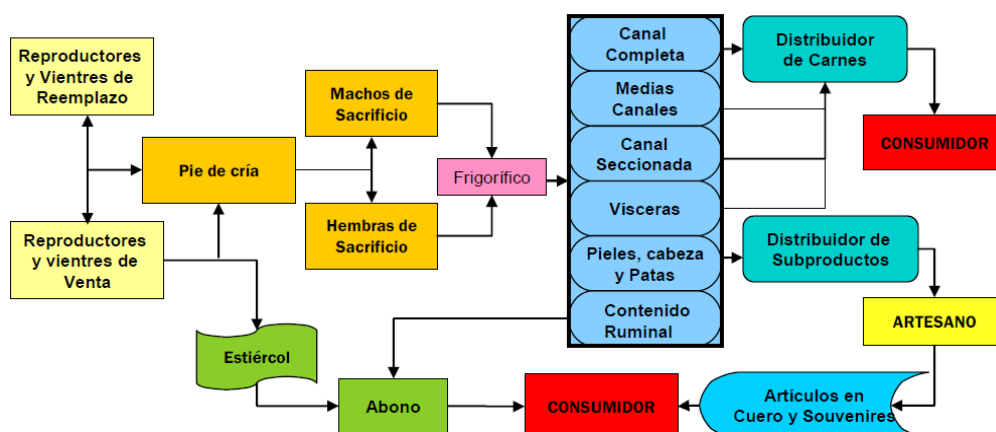 Reproductores
y Vientres de
Reemplazo
Reproductores
y vientres de
Venta
Pie de cría
Machos de
Sacrificio
Hembras de
Sacrificio
Frigorífico
Canal
Completa
Medias
Canales
Canal
Seccionada
Vísceras
Pieles, cabeza
y Patas
Contenido
Ruminal
Distribuidor
de Carnes
CONSUMIDOR
Distribuidor de
Subproductos
ARTESANO
Estiércol
Abono
CONSUMIDOR
Artículos en
Cuero y Souvenires